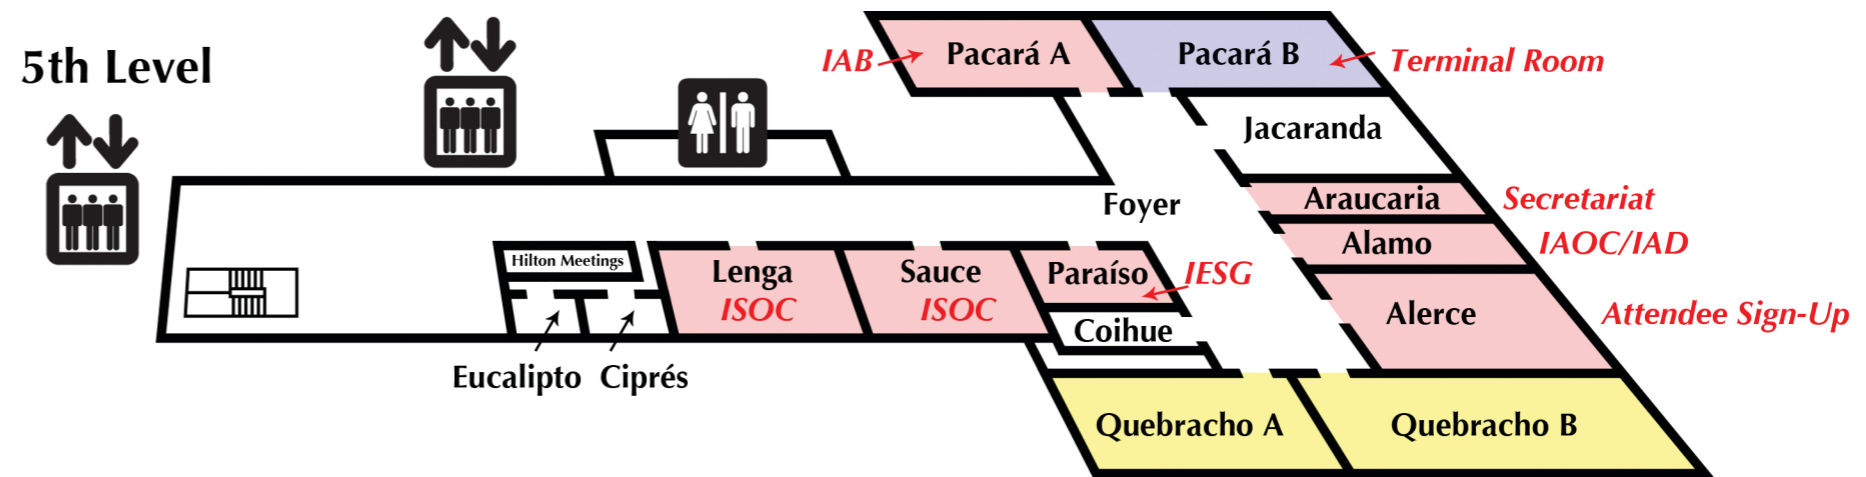 5th Level
IAB
Pacará A
Pacará B
Terminal Room
Jacaranda
Foyer
Araucaria
Secretariat
Alamo
IAOC/IAD
Hilton Meetings
Lenga
ISOC
Sauce
ISOC
Paraíso
IESG
Coihue
Alerce
Attendee Sign-Up
Eucalipto
Ciprés
Quebracho A
Quebracho B